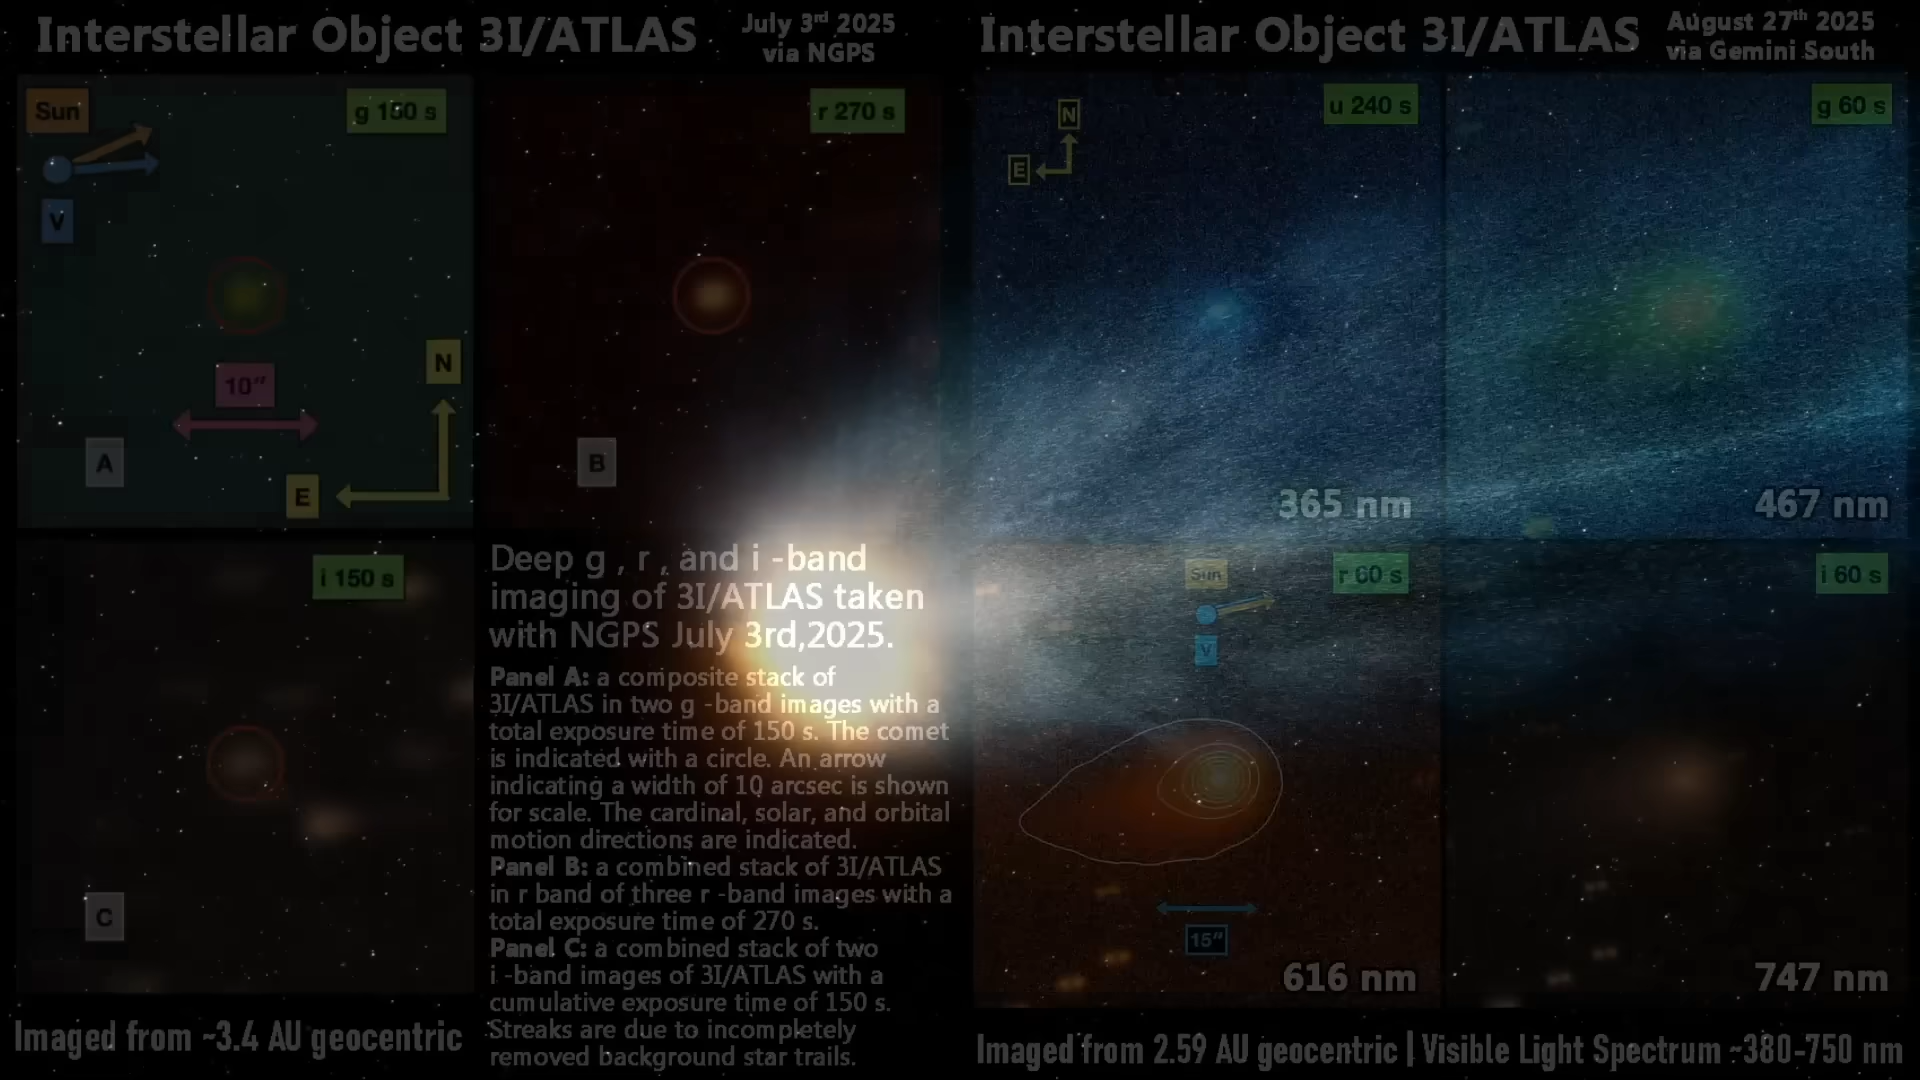 Interstellar Object 3I/ATLAS
July 3rd 2025
via NGPS
Sun
V
g 150 s
10″
A
N
E
r 270 s
B
i 150 s
C
Deep g , r , and i -band
imaging of 3I/ATLAS taken
with NGPS July 3rd,2025.
Panel A: a composite stack of
3I/ATLAS in two g -band images with a
total exposure time of 150 s. The comet
is indicated with a circle. An arrow
indicating a width of 10 arcsec is shown
for scale. The cardinal, solar, and orbital
motion directions are indicated.
Panel B: a combined stack of 3I/ATLAS
in r band of three r -band images with a
total exposure time of 270 s.
Panel C: a combined stack of two
i -band images of 3I/ATLAS with a
cumulative exposure time of 150 s.
Streaks are due to incompletely
removed background star trails.
Imaged from ~3.4 AU geocentric
Interstellar Object 3I/ATLAS
August 27th 2025
via Gemini South
N
E
u 240 s
365 nm
g 60 s
467 nm
Sun
V
r 60 s
15″
616 nm
i 60 s
747 nm
Imaged from 2.59 AU geocentric | Visible Light Spectrum ~380-750 nm